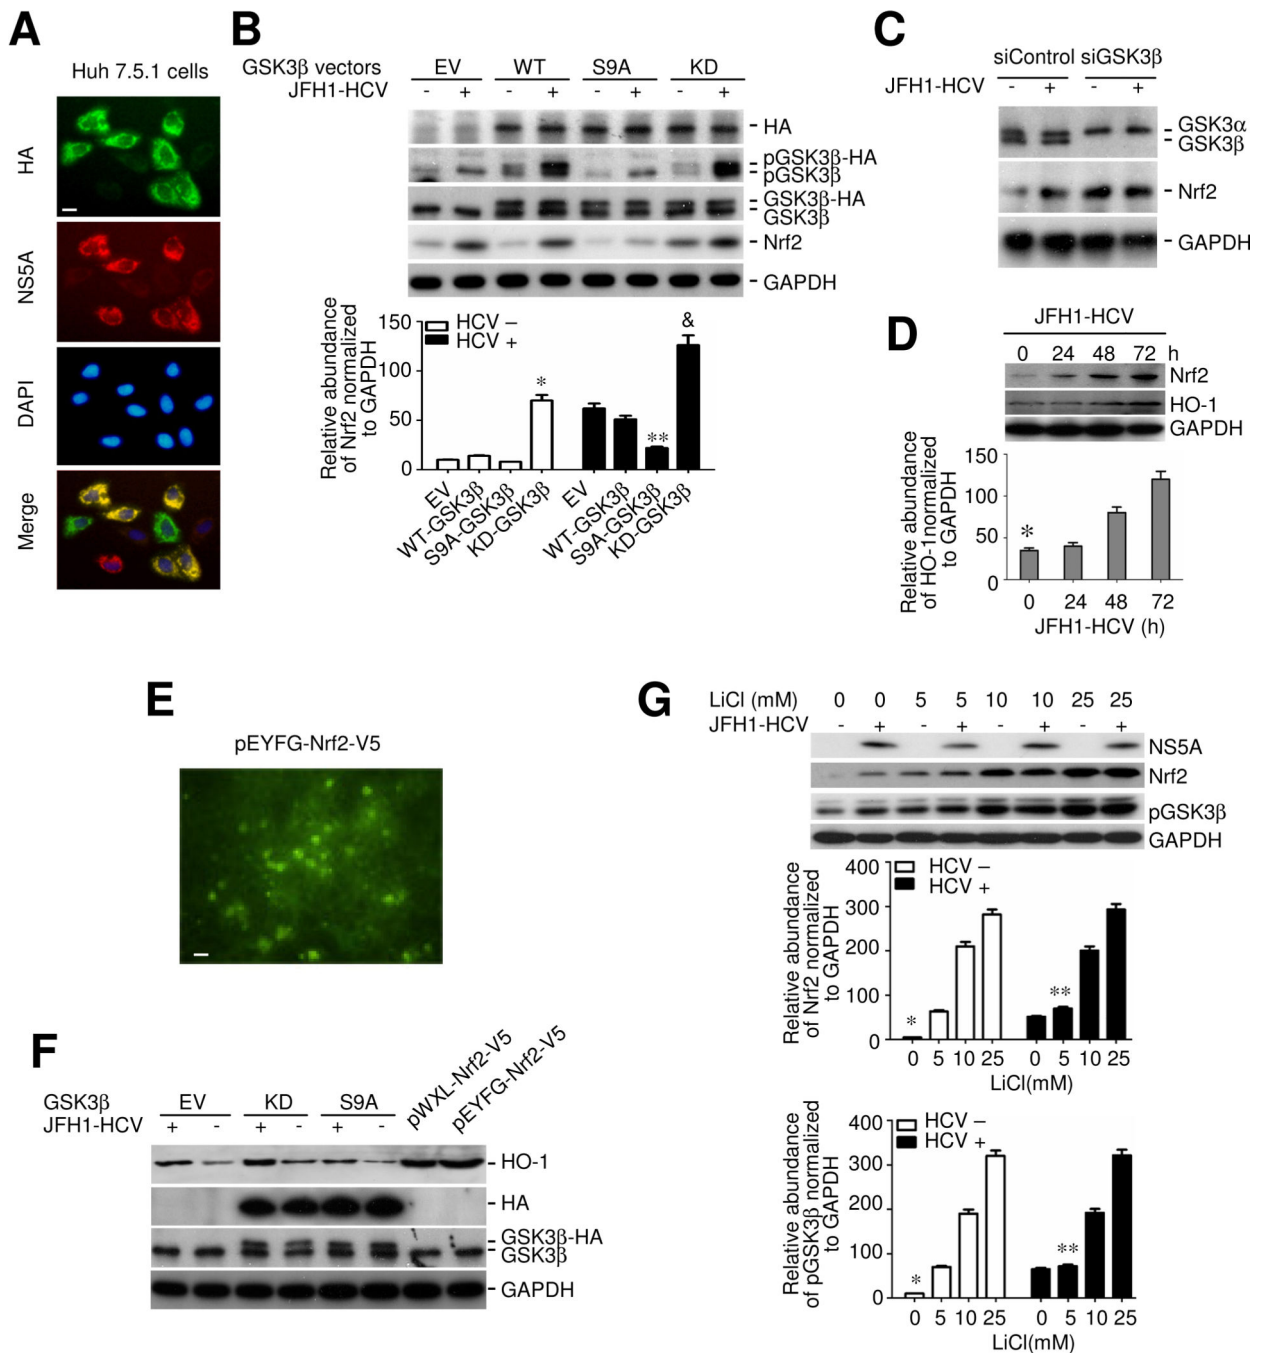 A
Huh 7.5.1 cells
HA
NS5A
DAPI
Merge
B
GSK3β vectors EV WT S9A KD
JFH1-HCV - + - + - + - +
HA
pGSK3β-HA
pGSK3β
GSK3β-HA
GSK3β
Nrf2
GAPDH
Relative abundance
of Nrf2 normalized
to GAPDH
150
100
50
0
HCV –
HCV +
*
**
&
EV WT-GSK3β S9A-GSK3β KD-GSK3β EV WT-GSK3β S9A-GSK3β KD-GSK3β
C
siControl siGSK3β
JFH1-HCV - + - +
GSK3α
GSK3β
Nrf2
GAPDH
D
JFH1-HCV
0 24 48 72 h
Nrf2
HO-1
GAPDH
Relative abundance
of HO-1normalized
to GAPDH
150
100
50
0
*
0 24 48 72
JFH1-HCV (h)
E
pEYFG-Nrf2-V5
F
GSK3β EV KD S9A pWXL-Nrf2-V5 pEYFG-Nrf2-V5
JFH1-HCV + - + - + -
HO-1
HA
GSK3β-HA
GSK3β
GAPDH
G
LiCl (mM) 0 0 5 5 10 10 25 25
JFH1-HCV - + - + - + - +
NS5A
Nrf2
pGSK3β
GAPDH
Relative abundance
of Nrf2 normalized
to GAPDH
400
300
200
100
0
HCV –
HCV +
*
**
0 5 10 25 0 5 10 25
LiCl(mM)
Relative abundance
of pGSK3β normalized
to GAPDH
400
300
200
100
0
HCV –
HCV +
*
**
0 5 10 25 0 5 10 25
LiCl(mM)